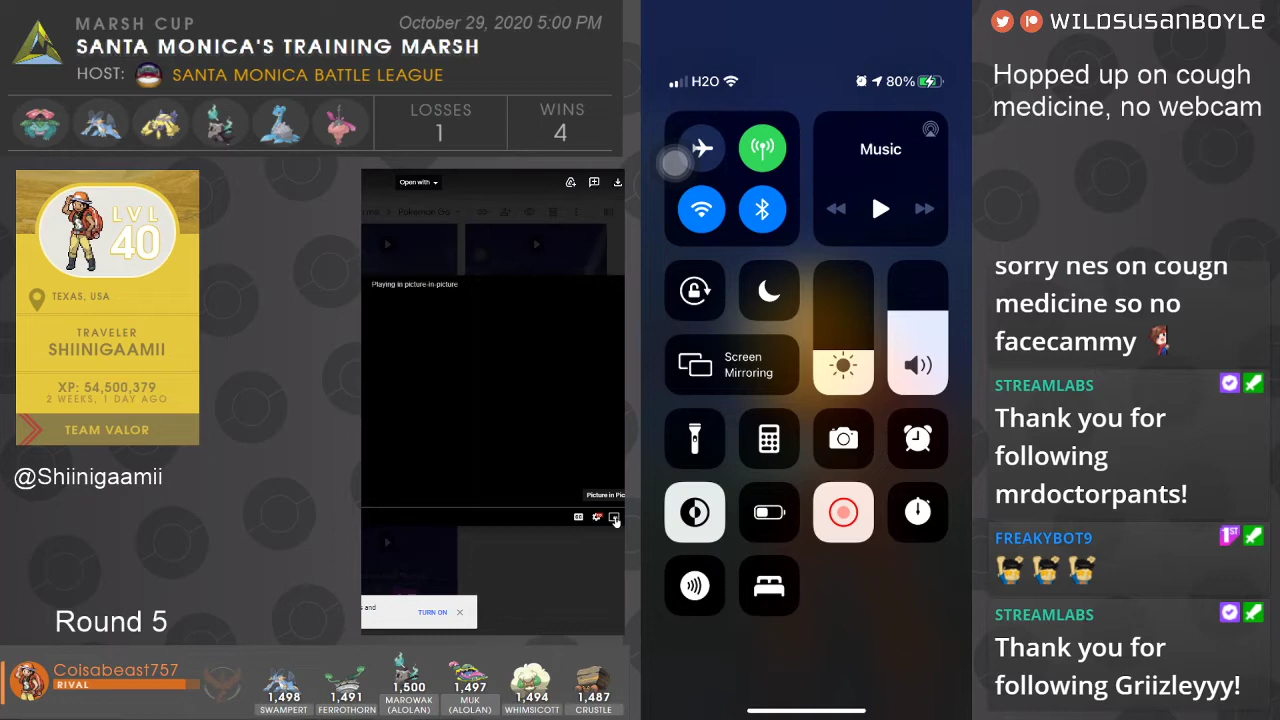 MARSH CUP
October 29, 2020 5:00 PM
SANTA MONICA'S TRAINING MARSH
HOST: SANTA MONICA BATTLE LEAGUE
LOSSES
1
WINS
4
LVL
40
TEXAS, USA
TRAVELER
SHIINIGAAMII
XP: 54,500,379
2 WEEKS, 1 DAY AGO
TEAM VALOR
@Shiinigaamii
Round 5
Open with
Pokemon Go
Playing in picture-in-picture
Picture in Pic
s and
TURN ON
Coisabeast757
RIVAL
1,498
SWAMPERT
1,491
FERROTHORN
1,500
MAROWAK
(ALOLAN)
1,497
MUK
(ALOLAN)
1,494
WHIMSICOTT
1,487
CRUSTLE
H2O
80%
Music
Screen
Mirroring
WILDSUSANBOYLE
Hopped up on cough
medicine, no webcam
sorry hes on cough
medicine so no
facecammy
STREAMLABS
Thank you for
following
mrdoctorpants!
FREAKYBOT9
1ST
STREAMLABS
Thank you for
following Griizleyyy!